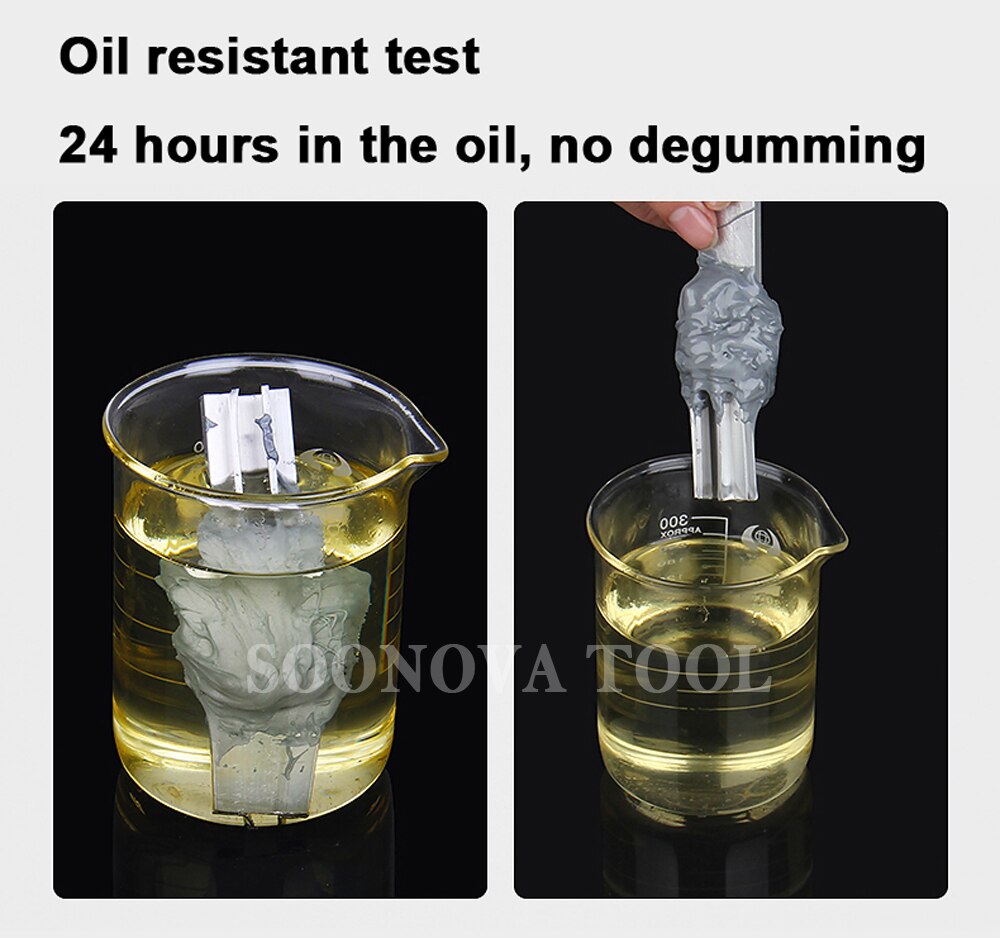 Oil resistant test
24 hours in the oil, no degumming
300
APPROX
SOONOVA TOOL